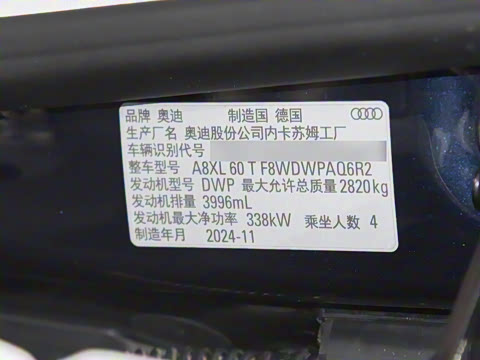 品牌 奥迪 制造国 德国
生产厂名 奥迪股份公司内卡苏姆工厂
车辆识别代号
整车型号 A8XL 60 T F8WDWPAQ6R2
发动机型号 DWP 最大允许总质量 2820kg
发动机排量 3996mL
发动机最大净功率 338kW 乘坐人数 4
制造年月 2024-11